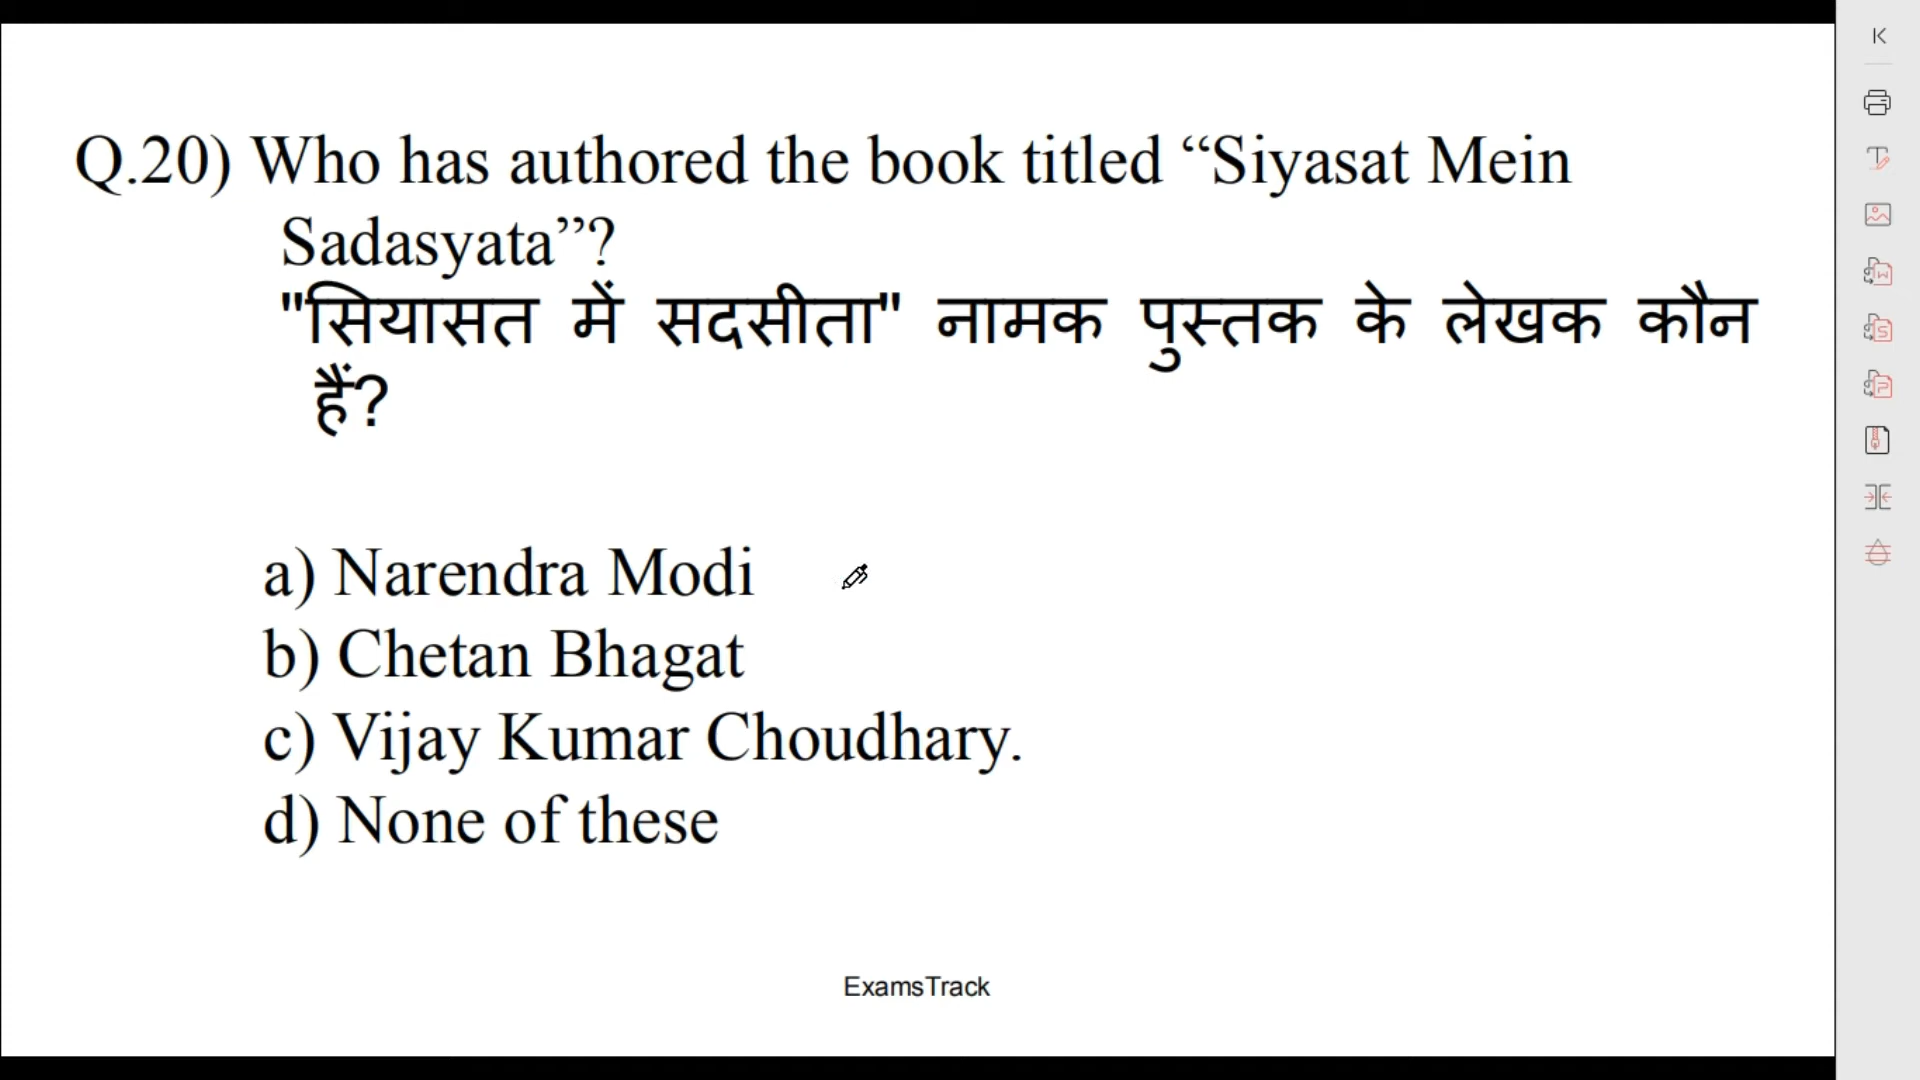 Q.20) Who has authored the book titled “Siyasat Mein
Sadasyata”?
"सियासत में सदसीता" नामक पुस्तक के लेखक कौन
हैं?
a) Narendra Modi
b) Chetan Bhagat
c) Vijay Kumar Choudhary.
d) None of these
ExamsTrack